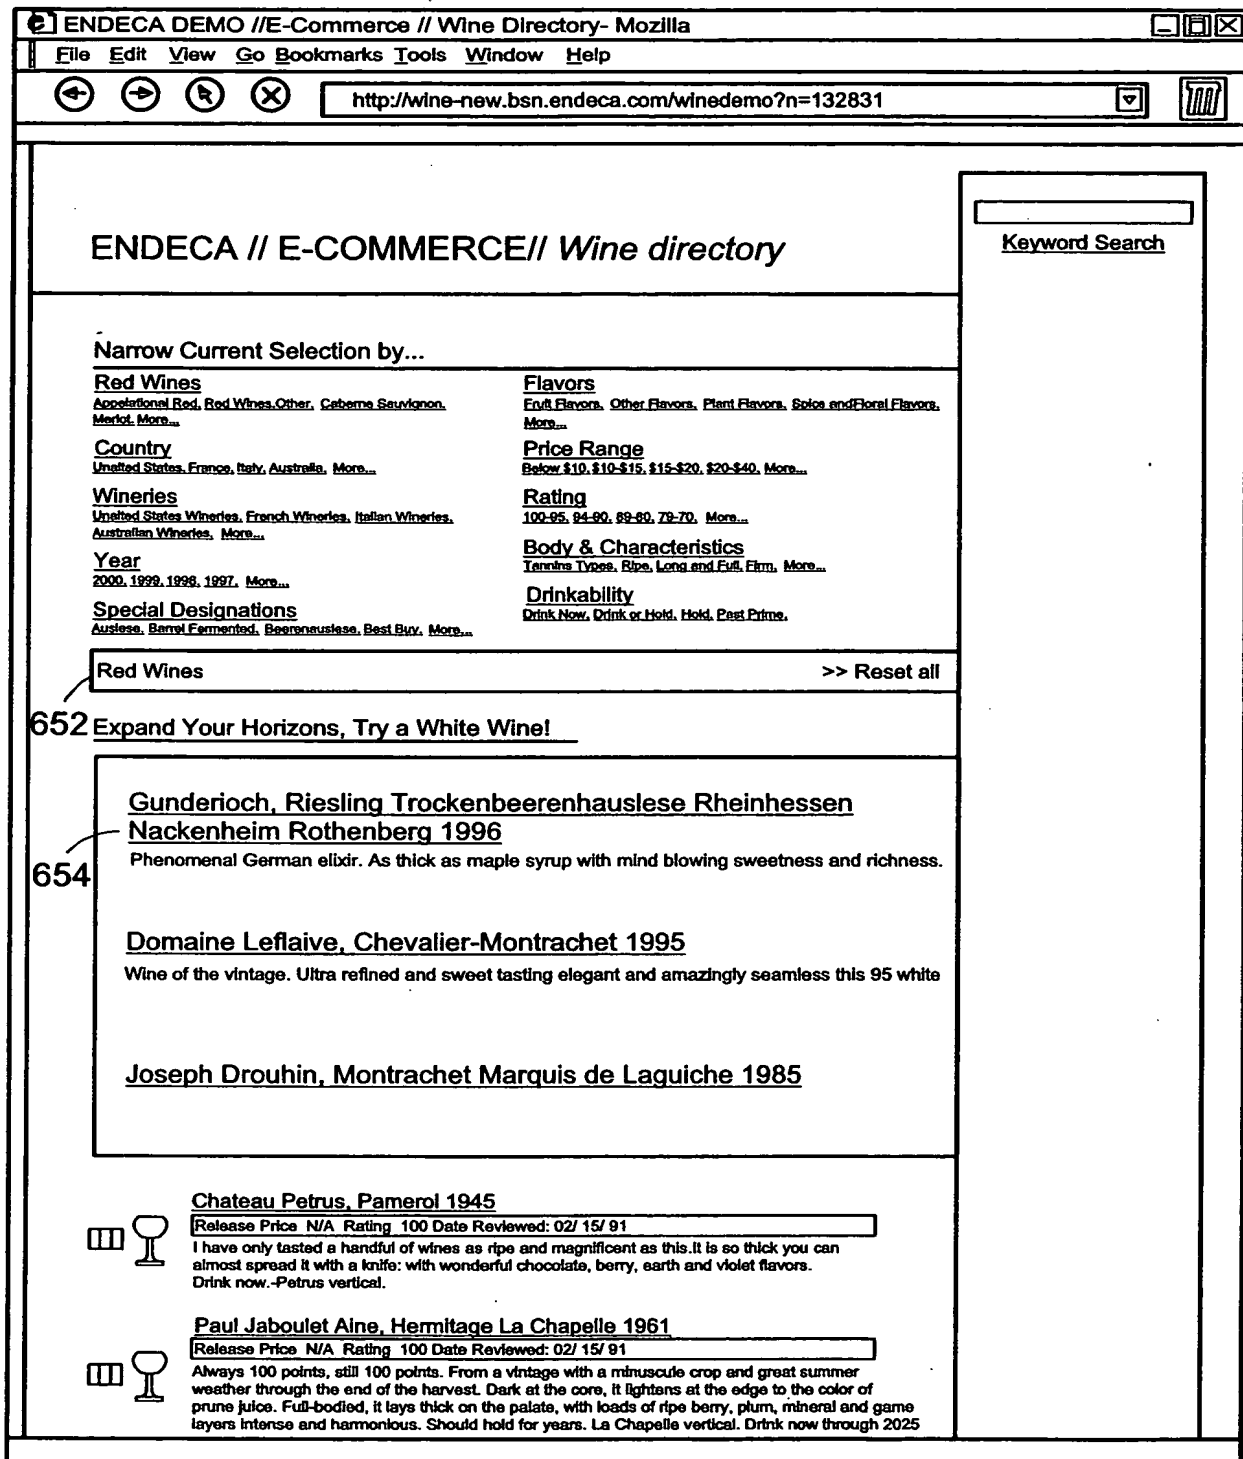 ENDECA DEMO //E-Commerce // Wine Directory- Mozilla
File Edit View Go Bookmarks Tools Window Help
http://wine-new.bsn.endeca.com/winedemo?n=132831
ENDECA // E-COMMERCE// Wine directory
Keyword Search
Narrow Current Selection by...
Red Wines
Appelational Red, Red Wines,Other, Caberne Sauvignon,
Merlot, More...
Country
Unaited States, France, Italy, Australia, More...
Wineries
Unaited States Wineries, French Wineries, Italian Wineries,
Australian Wineries, More...
Year
2000, 1999, 1998, 1997, More...
Special Designations
Auslese, Barrel Fermented, Beerenauslese, Best Buy, More...
Flavors
Fruit Flavors, Other Flavors, Plant Flavors, Spice andFloral Flavors,
More...
Price Range
Below $10, $10-$15, $15-$20, $20-$40, More...
Rating
100-95, 94-90, 89-80, 79-70, More...
Body & Characteristics
Tannins Types, Ripe, Long and Full, Firm, More...
Drinkability
Drink Now, Drink or Hold, Hold, Past Prime,
Red Wines >> Reset all
652
Expand Your Horizons, Try a White Wine!
Gunderioch, Riesling Trockenbeerenhauslese Rheinhessen
Nackenheim Rothenberg 1996
Phenomenal German elixir. As thick as maple syrup with mind blowing sweetness and richness.
654
Domaine Leflaive, Chevalier-Montrachet 1995
Wine of the vintage. Ultra refined and sweet tasting elegant and amazingly seamless this 95 white
Joseph Drouhin, Montrachet Marquis de Laguiche 1985
Chateau Petrus, Pamerol 1945
Release Price N/A Rating 100 Date Reviewed: 02/ 15/ 91
I have only tasted a handful of wines as ripe and magnificent as this.It is so thick you can
almost spread it with a knife: with wonderful chocolate, berry, earth and violet flavors.
Drink now.-Petrus vertical.
Paul Jaboulet Aine, Hermitage La Chapelle 1961
Release Price N/A Rating 100 Date Reviewed: 02/ 15/ 91
Always 100 points, still 100 points. From a vintage with a minuscule crop and great summer
weather through the end of the harvest. Dark at the core, it lightens at the edge to the color of
prune juice. Full-bodied, it lays thick on the palate, with loads of ripe berry, plum, mineral and game
layers intense and harmonious. Should hold for years. La Chapelle vertical. Drink now through 2025